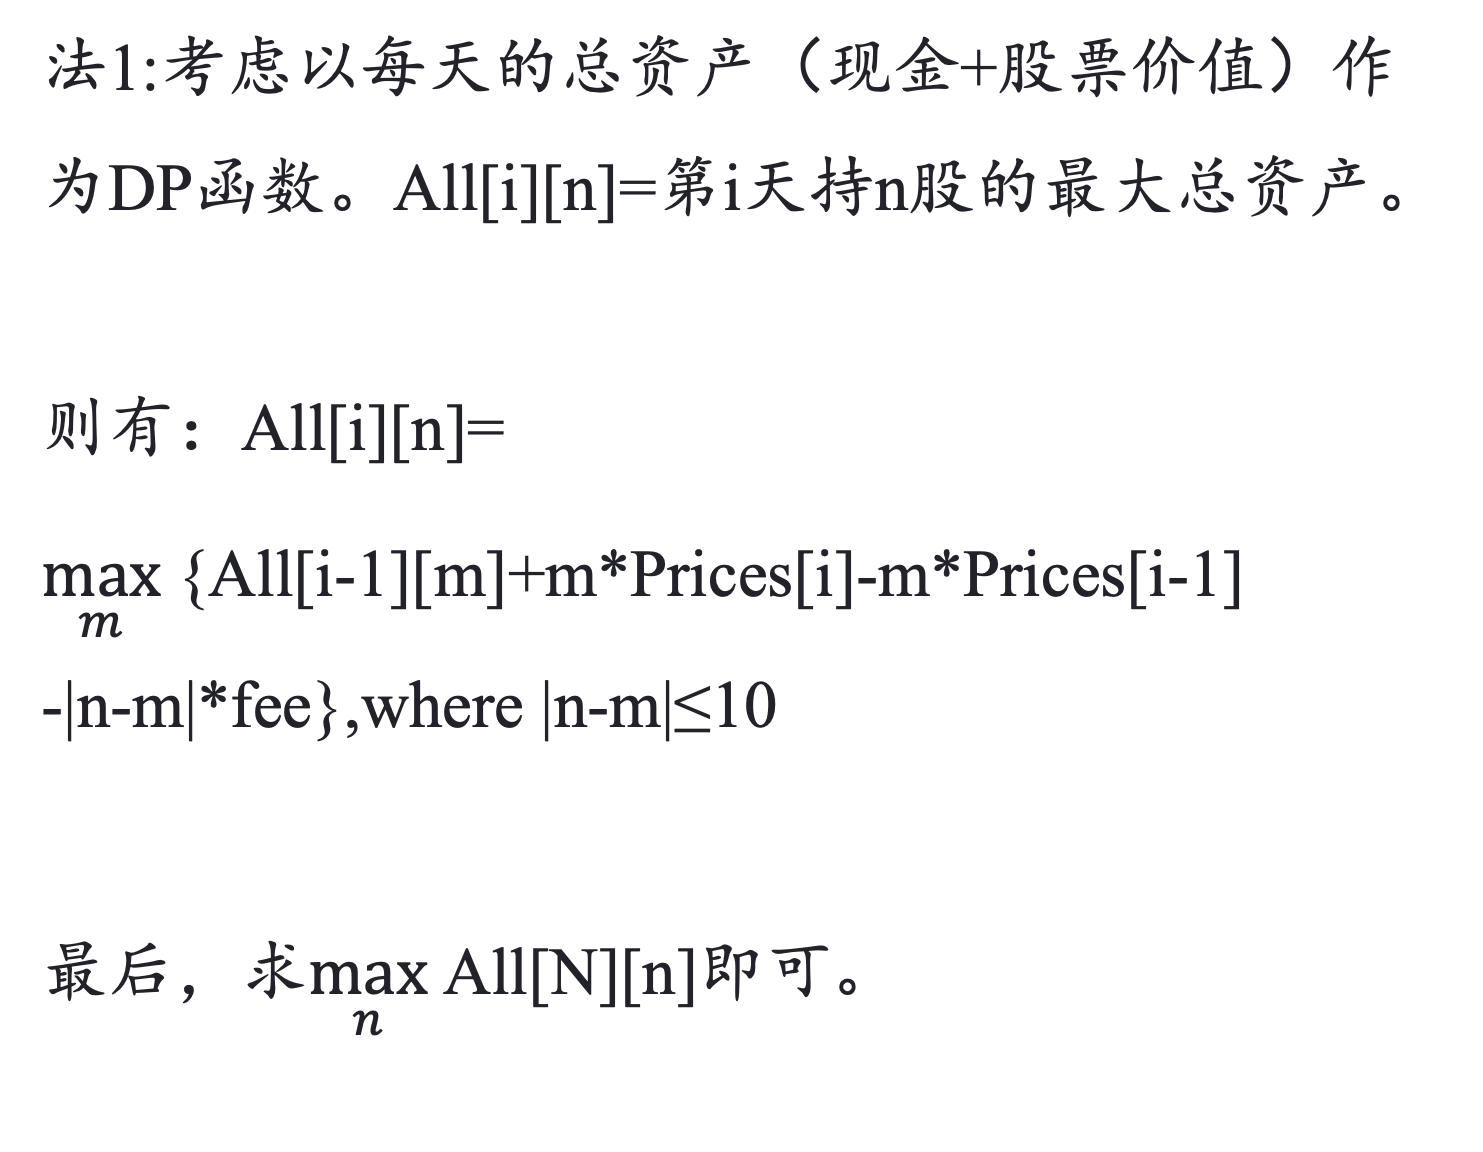 法1:考虑以每天的总资产（现金+股票价值）作
为DP函数。All[i][n]=第i天持n股的最大总资产。
则有：All[i][n]=
max {All[i-1][m]+m*Prices[i]-m*Prices[i-1]
m
-|n-m|*fee},where |n-m|≤10
最后，求max All[N][n]即可。
n